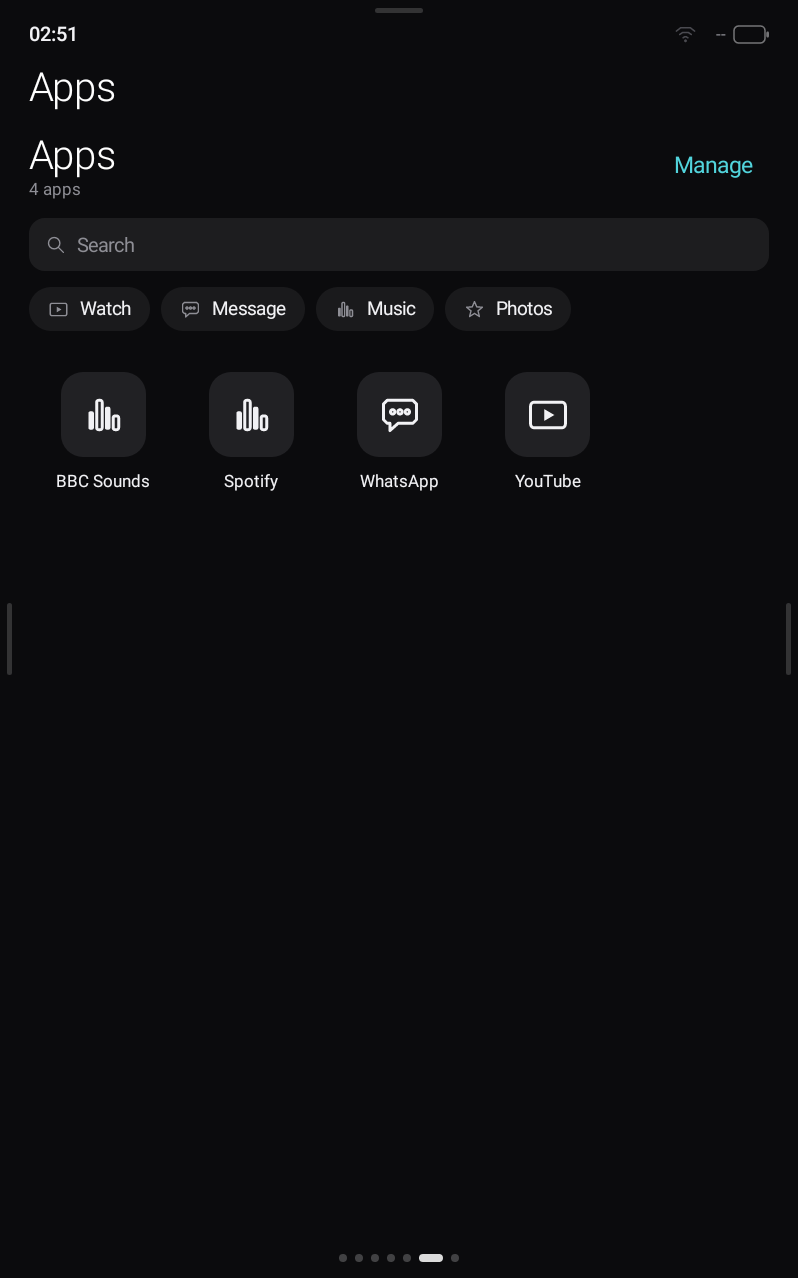 02:51
--
Apps
Apps
Manage
4 apps
Search
Watch Message Music Photos
BBC Sounds Spotify WhatsApp YouTube